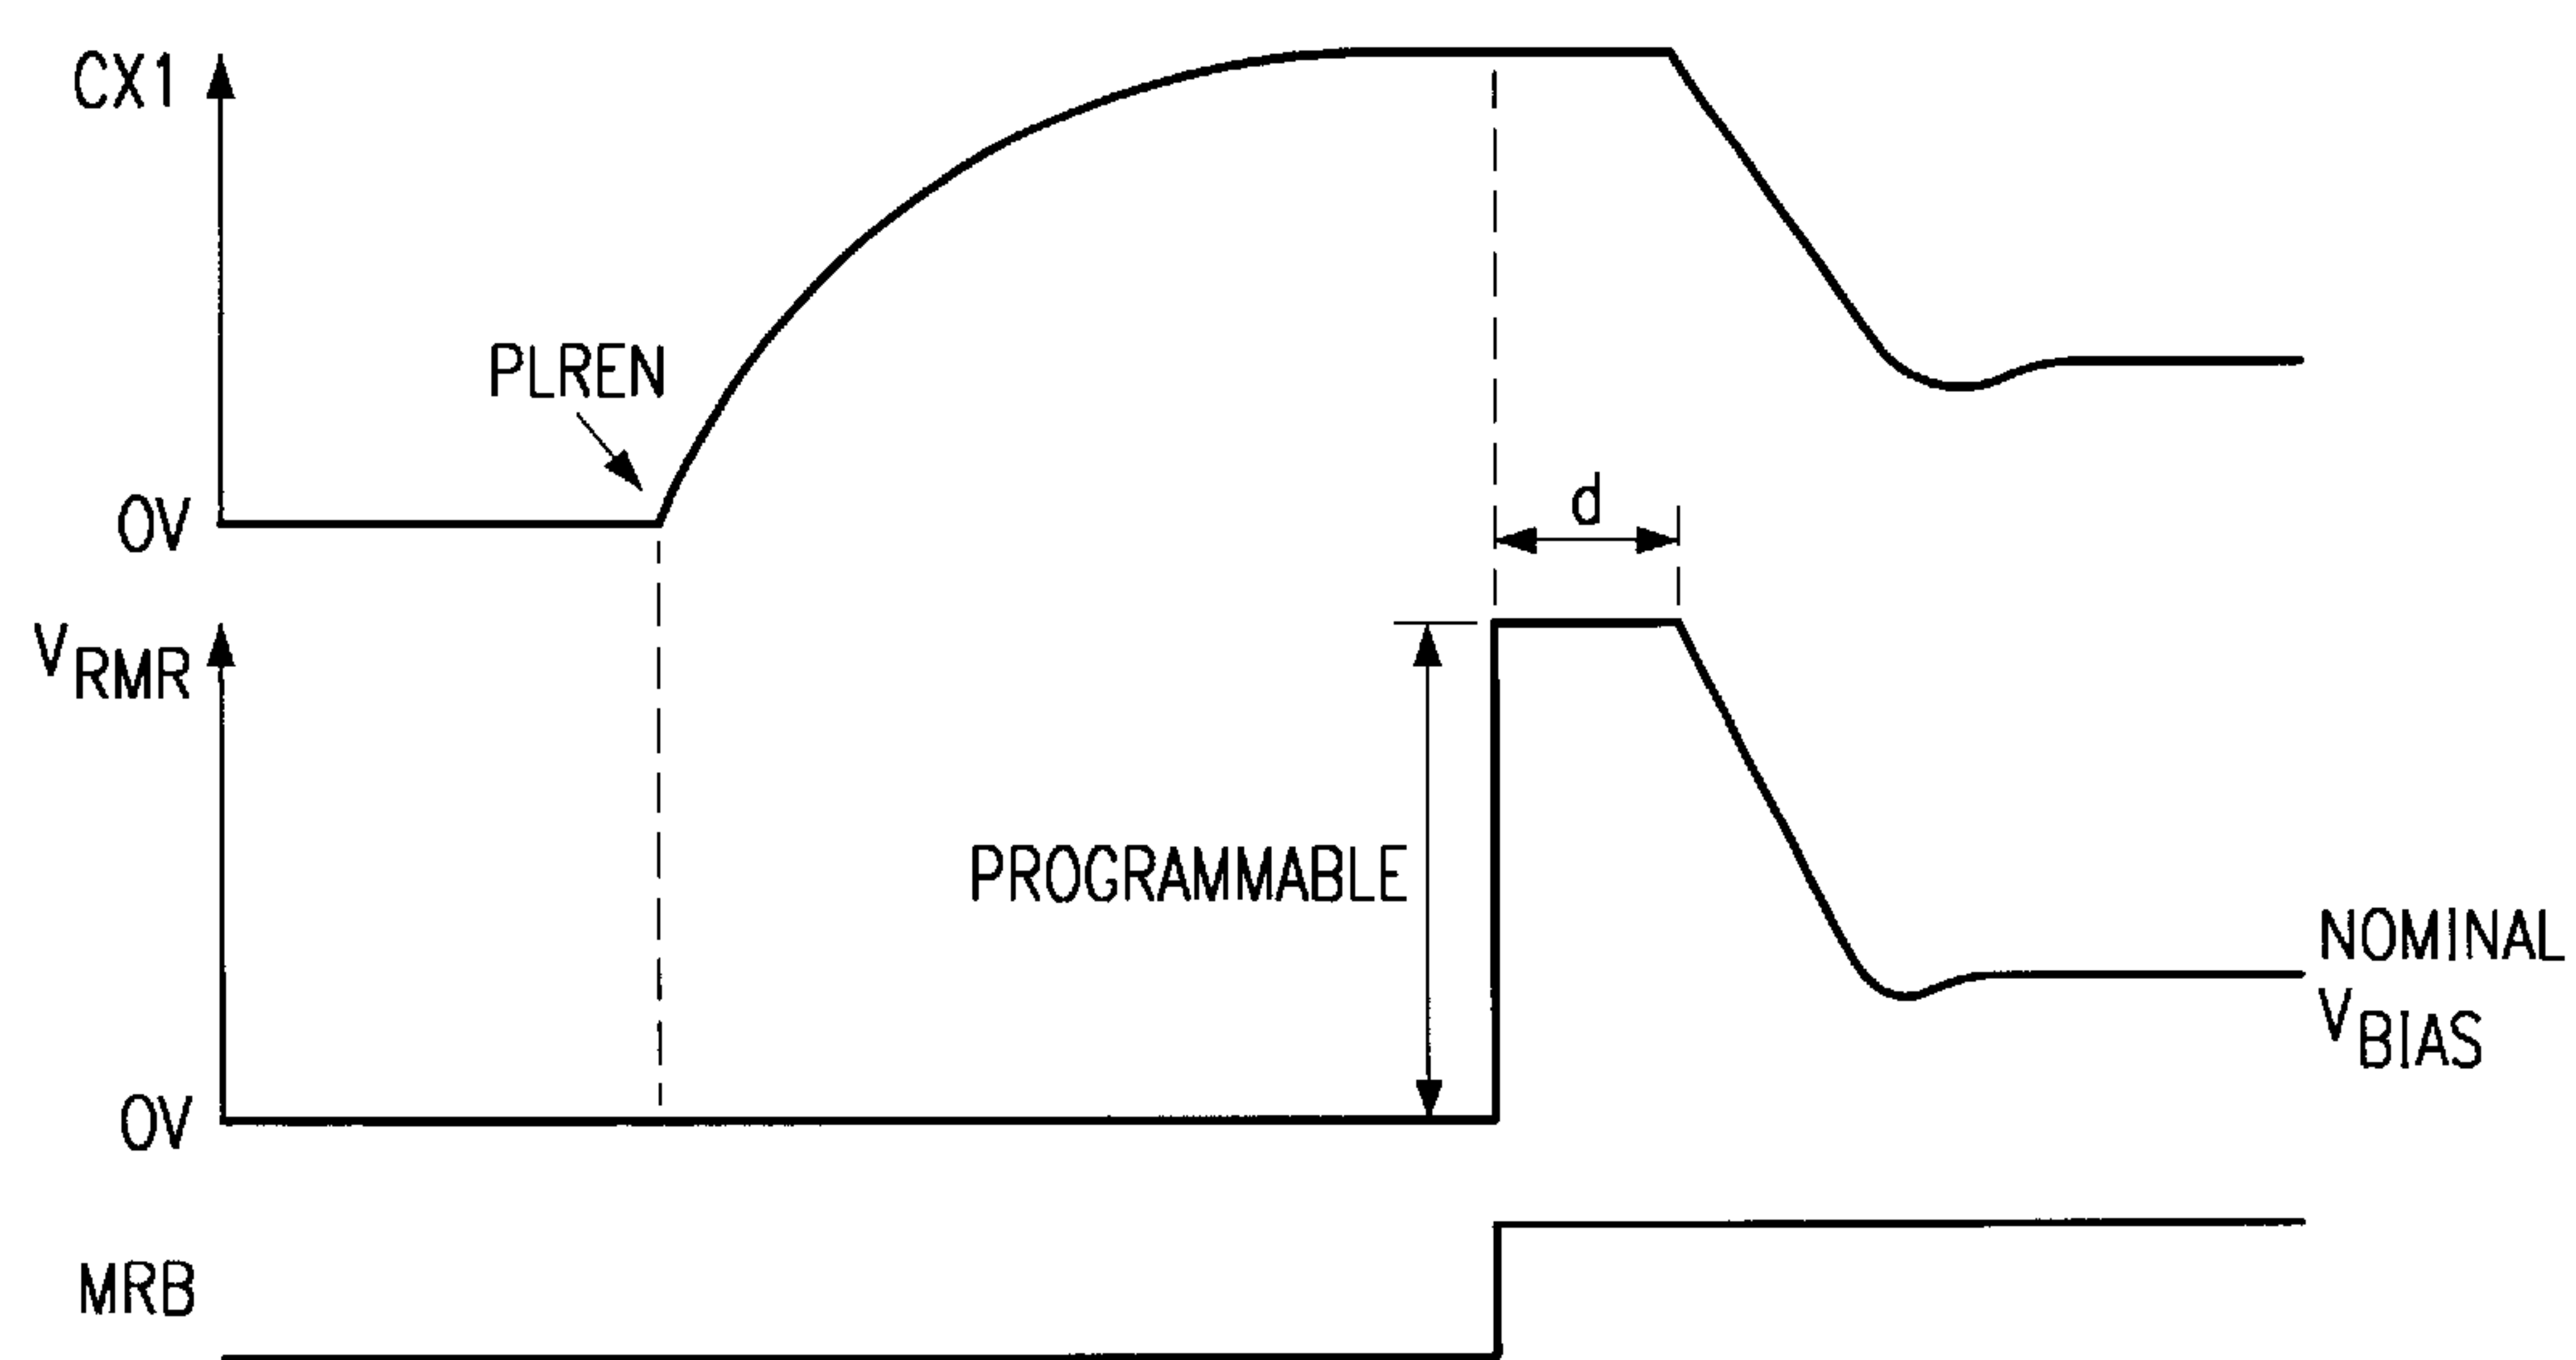 CX1
PLREN
0V
d
VRMR
PROGRAMMABLE
NOMINAL
VBIAS
0V
MRB